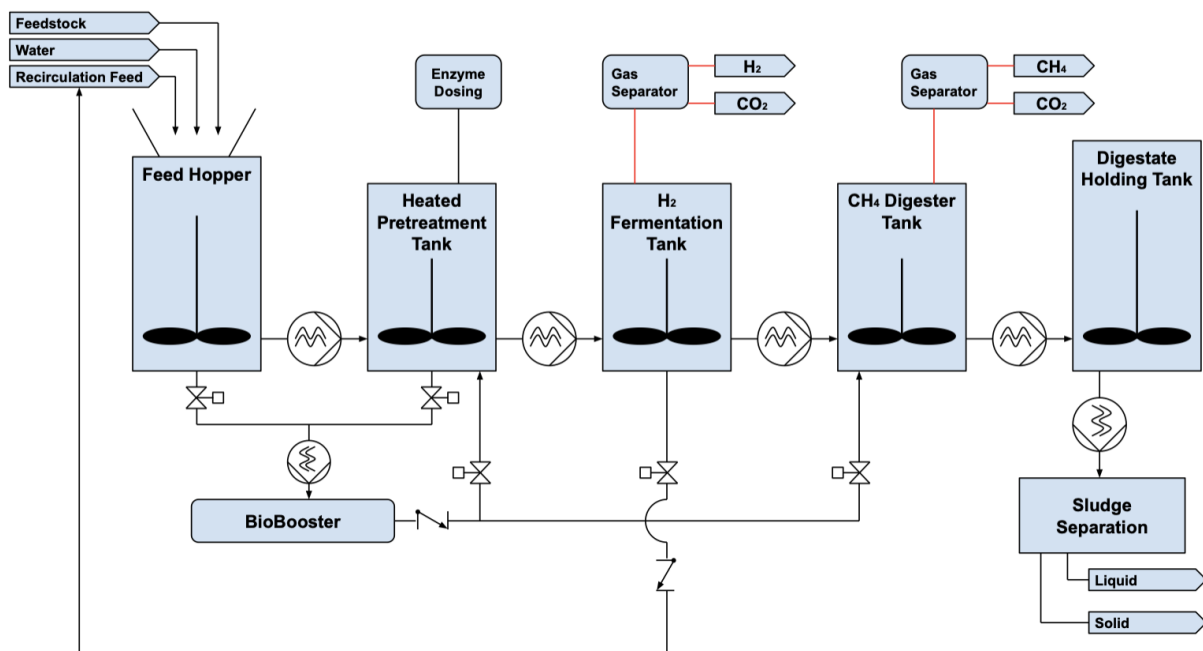 Feedstock
Water
Recirculation Feed
Enzyme
Dosing
Gas
Separator
H₂
CO₂
Gas
Separator
CH₄
CO₂
Feed Hopper
Heated
Pretreatment
Tank
H₂
Fermentation
Tank
CH₄ Digester
Tank
Digestate
Holding Tank
BioBooster
Sludge
Separation
Liquid
Solid